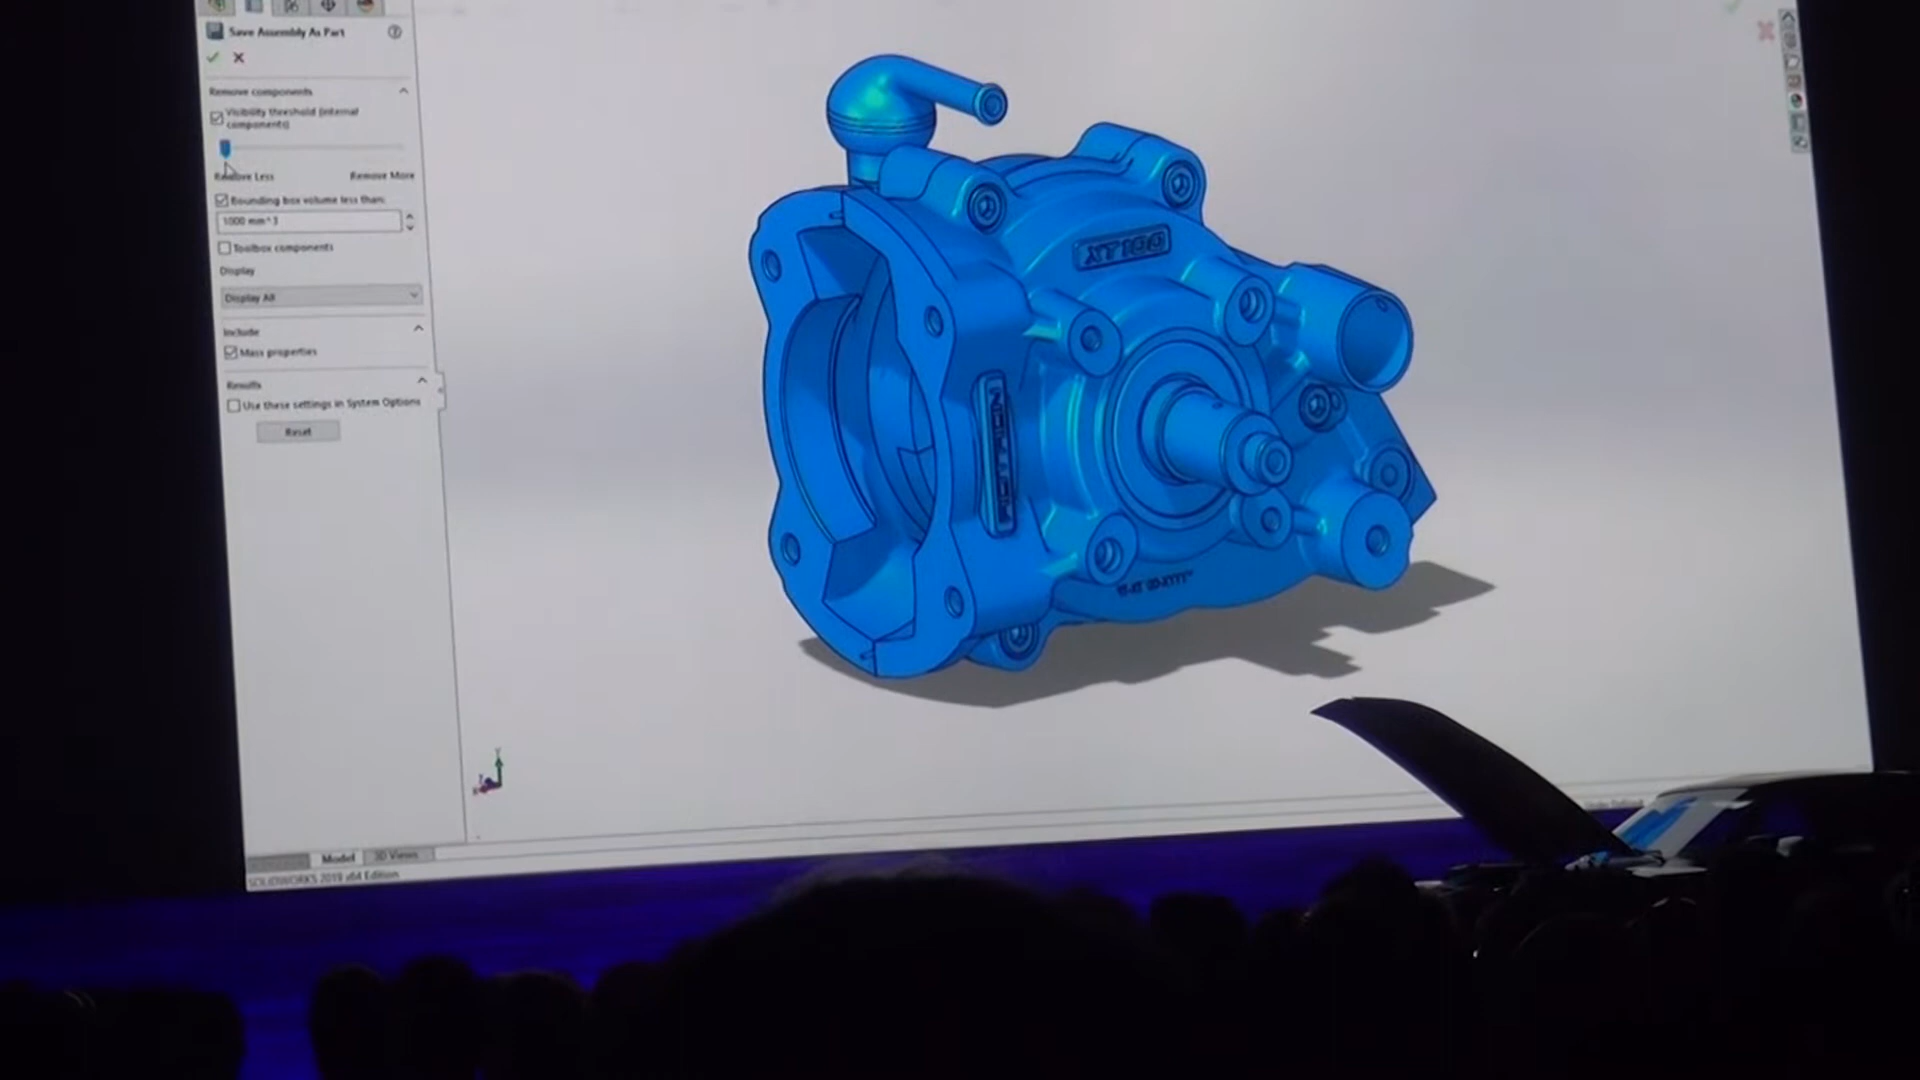 Save Assembly As Part
Remove components
Visibility threshold (internal
components)
Remove Less
Remove More
Bounding box volume less than:
1000 mm^3
Toolbox components
Display
Display All
Include
Mass properties
Results
Use these settings in System Options
Reset
XT100
Model
3D Views
SOLIDWORKS 2019 x64 Edition